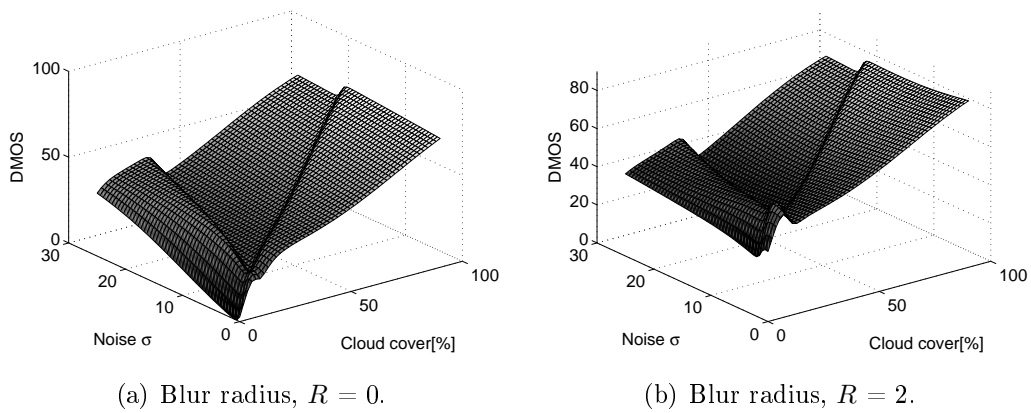 100
50
0
DMOS
30
20
10
0
Noise σ
0
50
100
Cloud cover[%]
(a) Blur radius, R = 0.
80
60
40
20
0
DMOS
30
20
10
0
Noise σ
0
50
100
Cloud cover[%]
(b) Blur radius, R = 2.